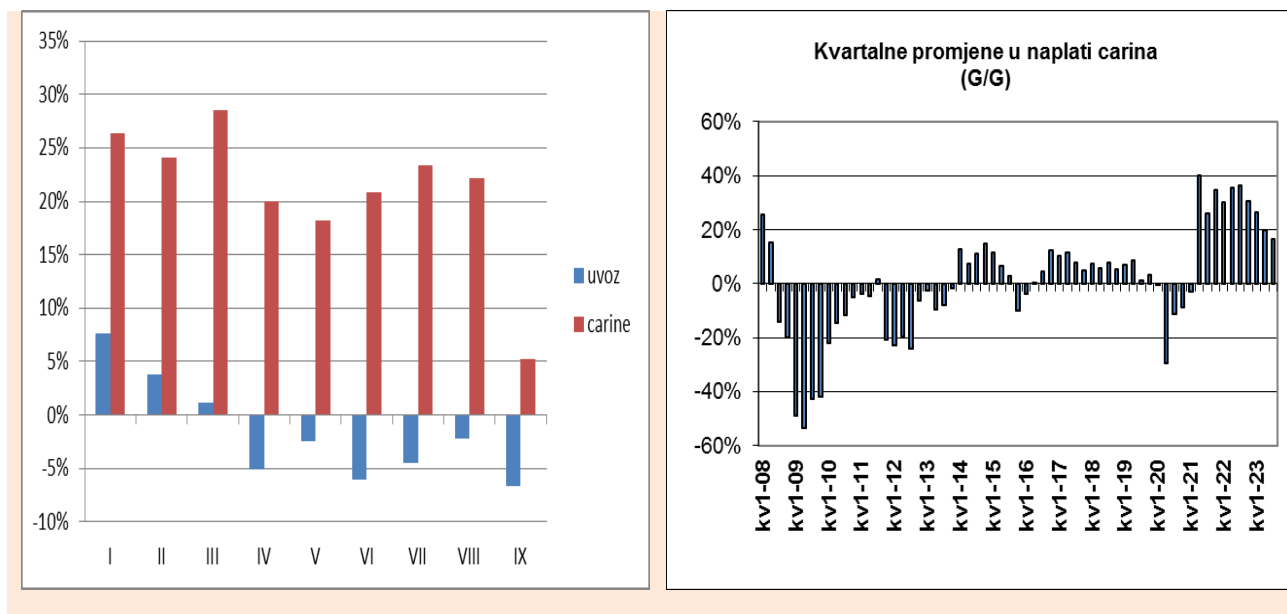 35%
30%
25%
20%
15%
10%
5%
0%
-5%
-10%
I II III IV V VI VII VIII IX
uvoz
carine
Kvartalne promjene u naplati carina
(G/G)
60%
40%
20%
0%
-20%
-40%
-60%
kv1-08
kv1-09
kv1-10
kv1-11
kv1-12
kv1-13
kv1-14
kv1-15
kv1-16
kv1-17
kv1-18
kv1-19
kv1-20
kv1-21
kv1-22
kv1-23